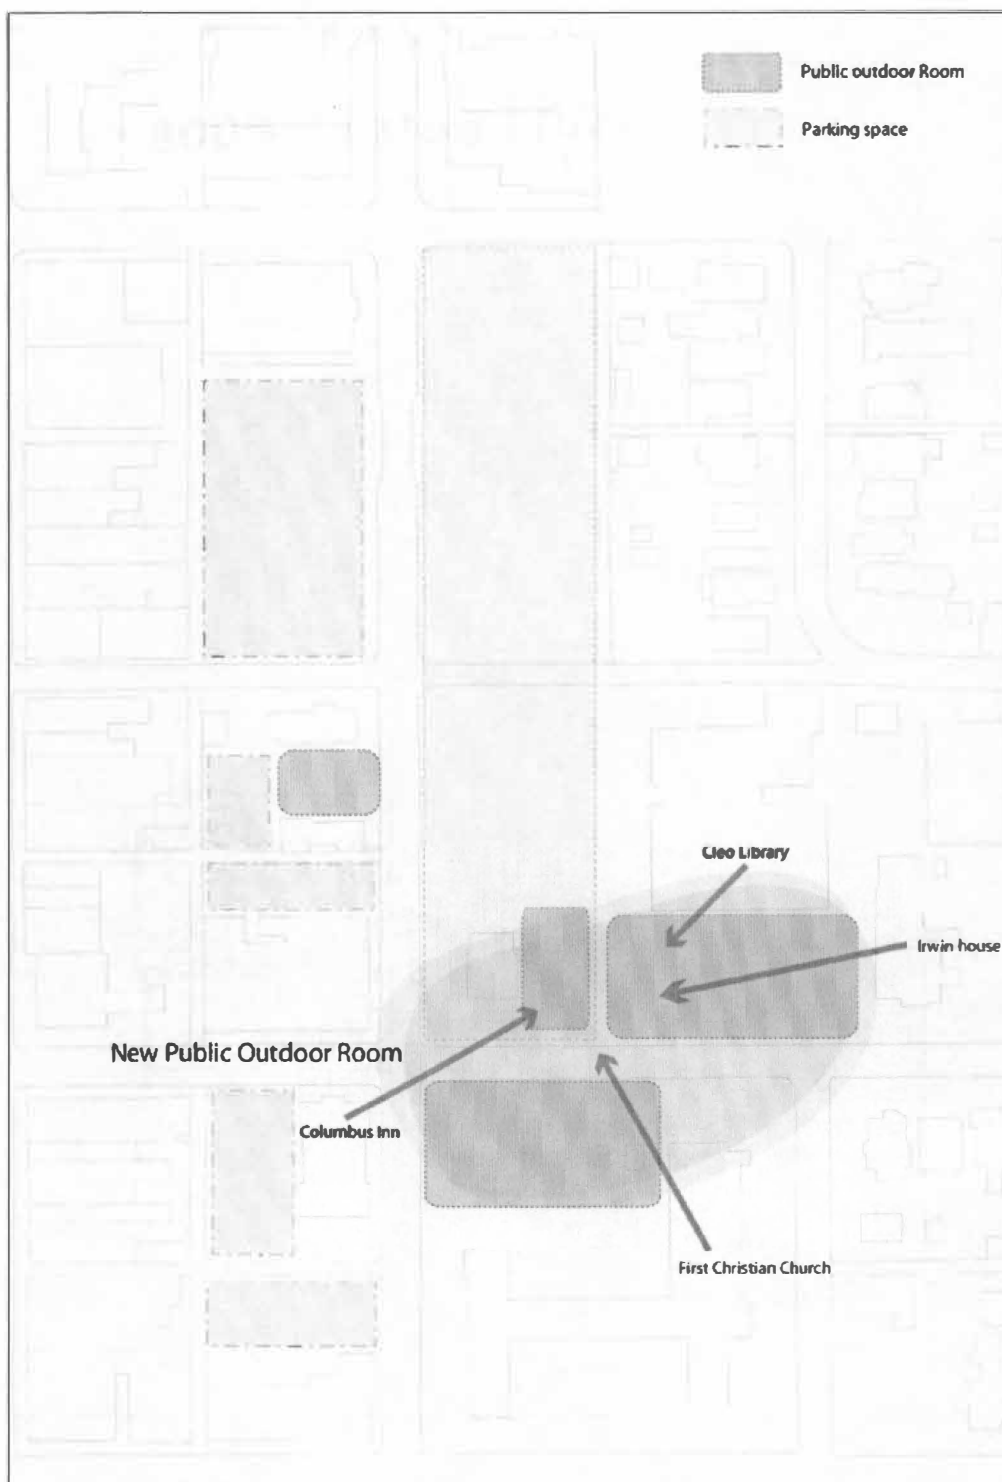 Public outdoor Room
Parking space
Cleo Library
Irwin house
New Public Outdoor Room
Columbus Inn
First Christian Church